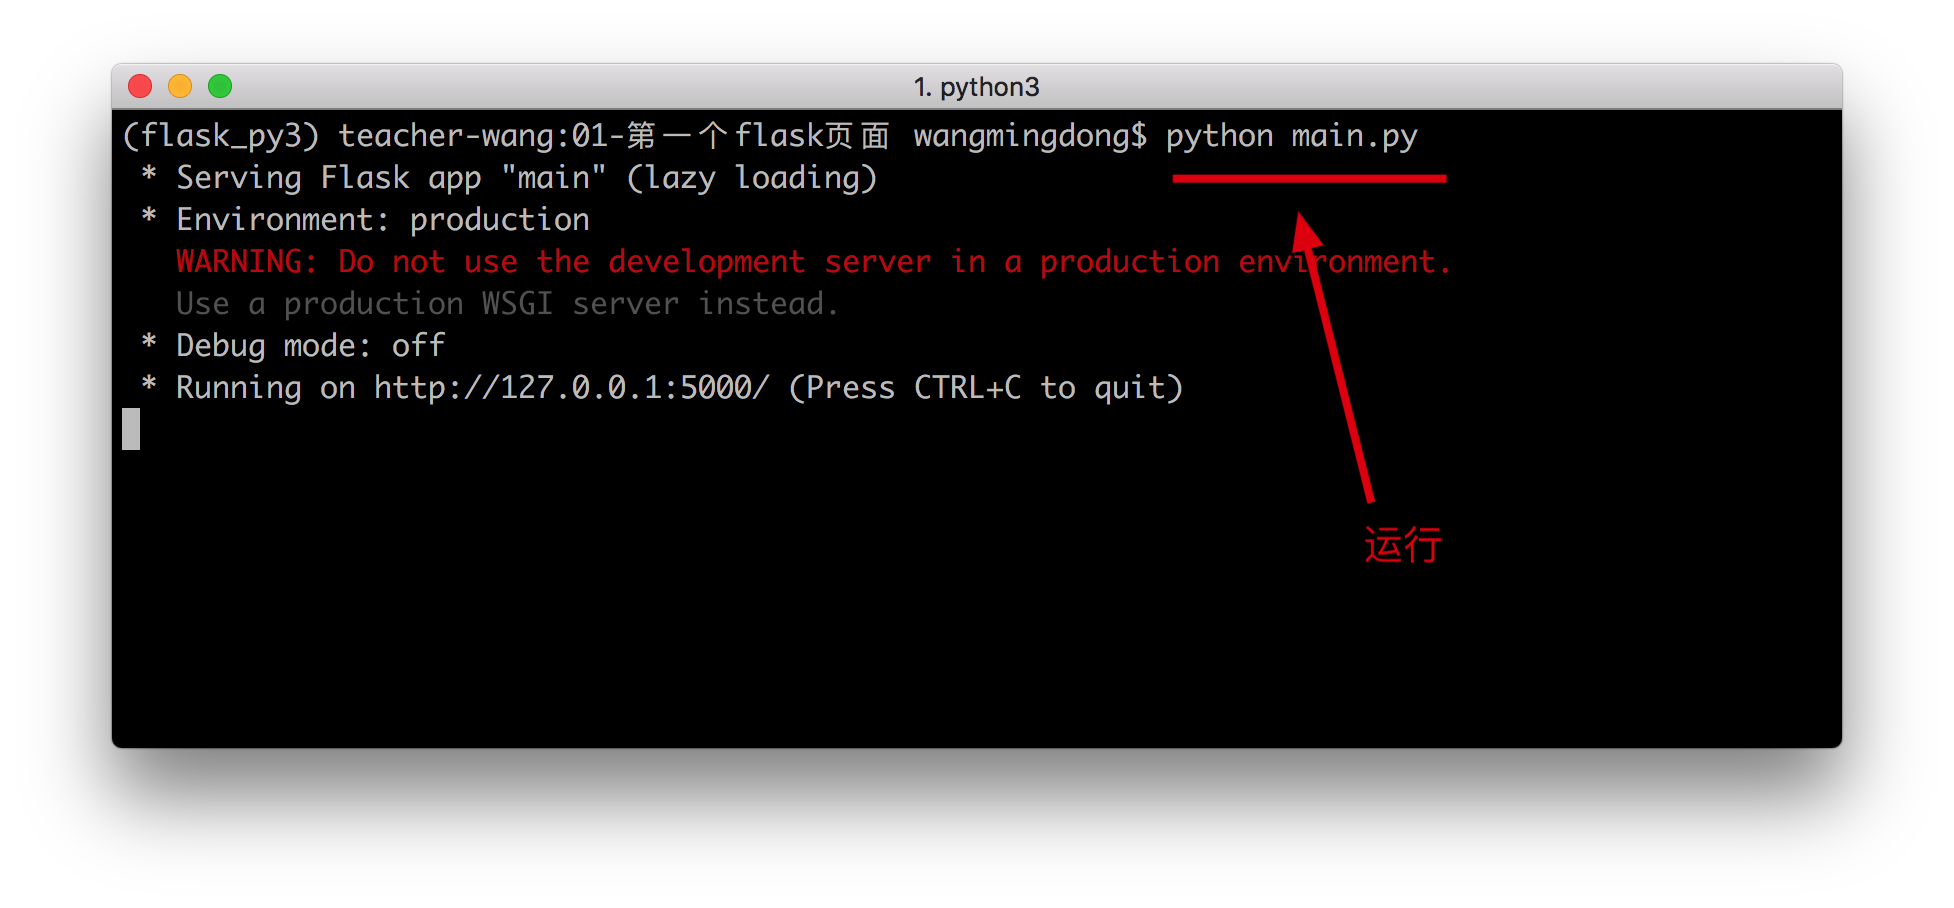 1. python3
(flask_py3) teacher-wang:01-第一个flask页面 wangmingdong$ python main.py
* Serving Flask app "main" (lazy loading)
* Environment: production
WARNING: Do not use the development server in a production environment.
Use a production WSGI server instead.
* Debug mode: off
* Running on http://127.0.0.1:5000/ (Press CTRL+C to quit)
运行